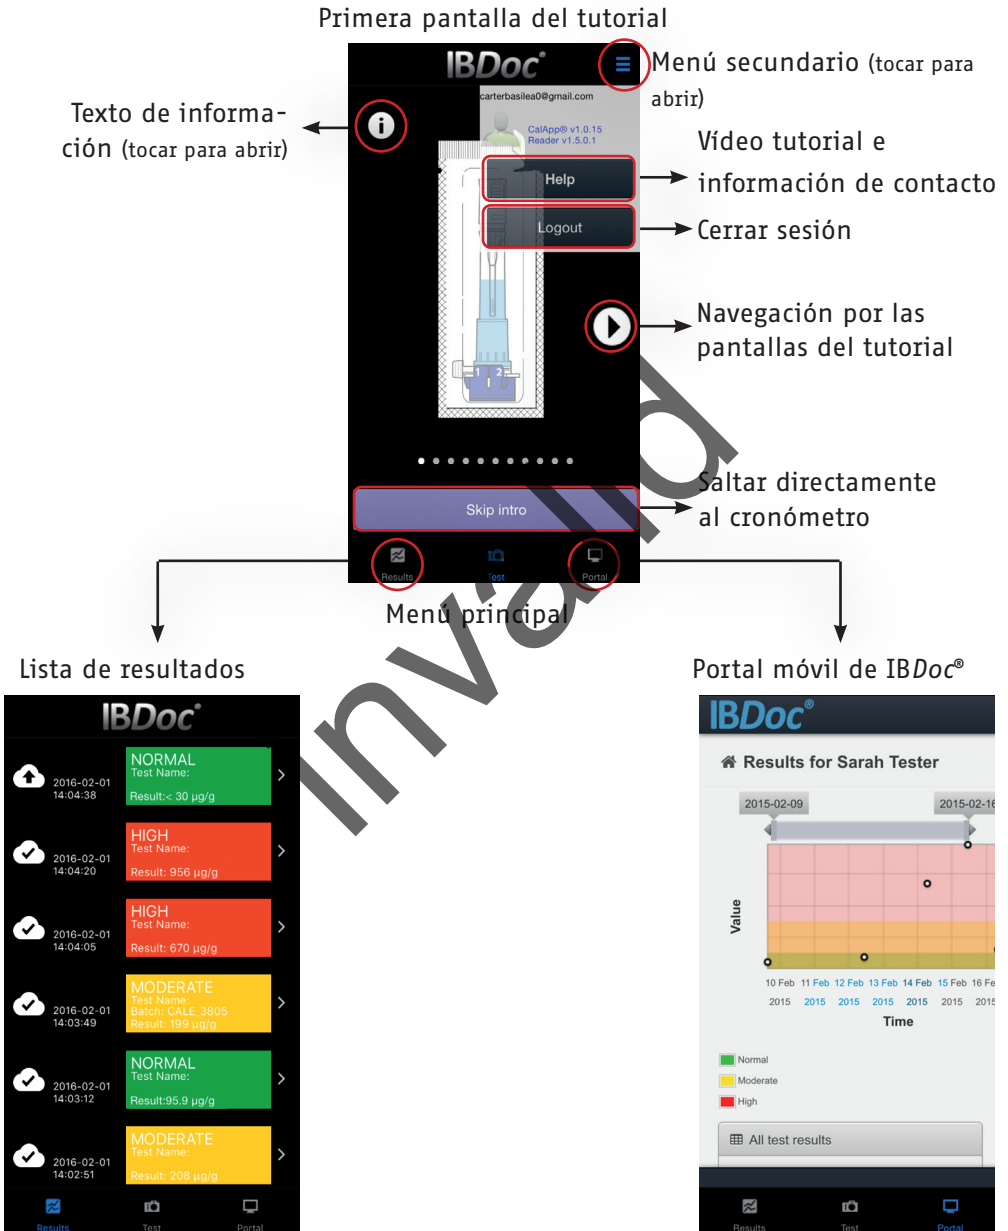 Primera pantalla del tutorial
IBDoc®
Menú secundario (tocar para
abrir)
carterbasilea0@gmail.com
Texto de informa-
ción (tocar para abrir)
i
CalApp® v1.0.15
Reader v1.5.0.1
Help
Vídeo tutorial e
información de contacto
Logout
Cerrar sesión
Navegación por las
pantallas del tutorial
1 2
Skip intro
Saltar directamente
al cronómetro
Results
Test
Portal
Menú principal
Invalid
Lista de resultados
IBDoc®
2016-02-01
14:04:38
NORMAL
Test Name:
Result:< 30 µg/g
2016-02-01
14:04:20
HIGH
Test Name:
Result: 956 µg/g
2016-02-01
14:04:05
HIGH
Test Name:
Result: 670 µg/g
2016-02-01
14:03:49
MODERATE
Test Name:
Batch: CALE_3805
Result: 199 µg/g
2016-02-01
14:03:12
NORMAL
Test Name:
Result:95.9 µg/g
2016-02-01
14:02:51
MODERATE
Test Name:
Result: 208 µg/g
Results
Test
Portal
Portal móvil de IBDoc®
IBDoc®
Results for Sarah Tester
2015-02-09
2015-02-16
Value
10 Feb 11 Feb 12 Feb 13 Feb 14 Feb 15 Feb 16 Fe
2015 2015 2015 2015 2015 2015 2015
Time
Normal
Moderate
High
All test results
Results
Test
Portal